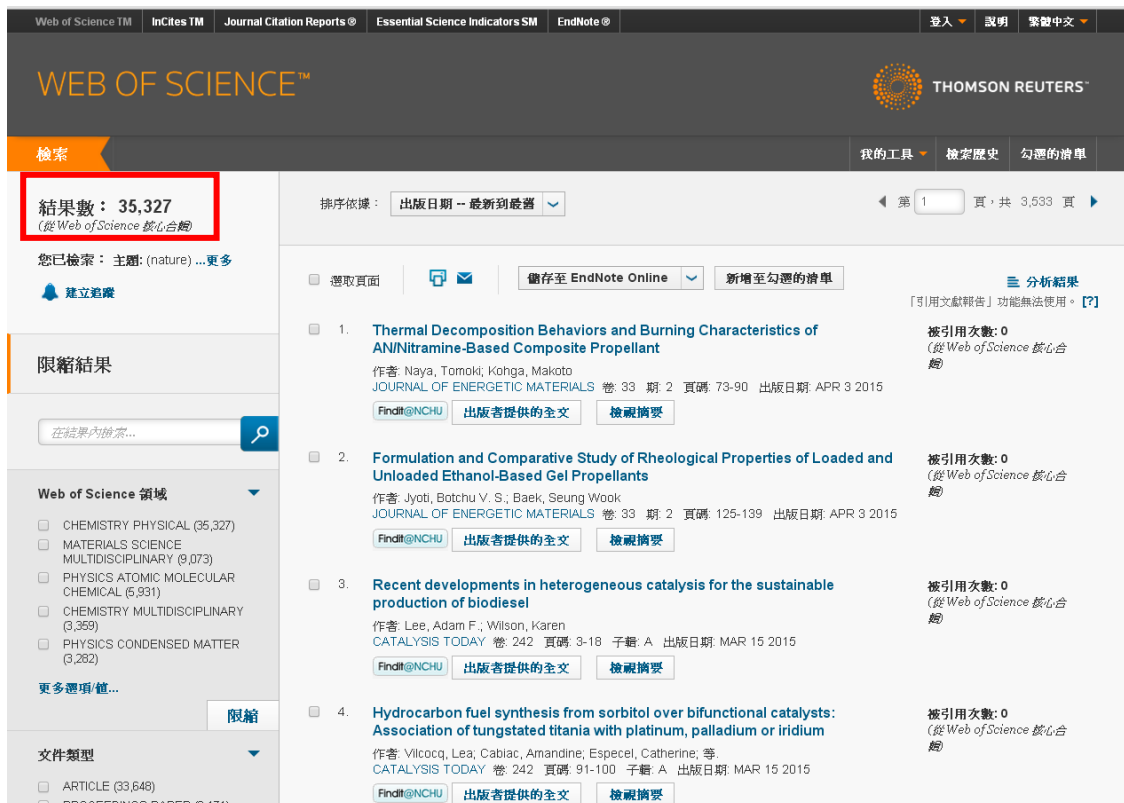 Web of Science TM InCites TM Journal Citation Reports ® Essential Science Indicators SM EndNote ® 登入 說明 繁體中文
WEB OF SCIENCE™ THOMSON REUTERS™
檢索 我的工具 檢索歷史 勾選的清單
結果數： 35,327
(從 Web of Science 核心合輯)
您已檢索： 主題: (nature) ...更多
建立追蹤
限縮結果
在結果內檢索...
Web of Science 領域
CHEMISTRY PHYSICAL (35,327)
MATERIALS SCIENCE
MULTIDISCIPLINARY (9,073)
PHYSICS ATOMIC MOLECULAR
CHEMICAL (5,931)
CHEMISTRY MULTIDISCIPLINARY
(3,359)
PHYSICS CONDENSED MATTER
(3,282)
更多選項/值...
限縮
文件類型
ARTICLE (33,648)
排序依據： 出版日期 -- 最新到最舊 第 1 頁，共 3,533 頁
選取頁面 儲存至 EndNote Online 新增至勾選的清單
分析結果
「引用文獻報告」功能無法使用。 [?]
1. Thermal Decomposition Behaviors and Burning Characteristics of
AN/Nitramine-Based Composite Propellant
作者: Naya, Tomoki; Kohga, Makoto
JOURNAL OF ENERGETIC MATERIALS 卷: 33 期: 2 頁碼: 73-90 出版日期: APR 3 2015
Findit@NCHU 出版者提供的全文 檢視摘要
被引用次數: 0
(從 Web of Science 核心合
輯)
2. Formulation and Comparative Study of Rheological Properties of Loaded and
Unloaded Ethanol-Based Gel Propellants
作者: Jyoti, Botchu V. S.; Baek, Seung Wook
JOURNAL OF ENERGETIC MATERIALS 卷: 33 期: 2 頁碼: 125-139 出版日期: APR 3 2015
Findit@NCHU 出版者提供的全文 檢視摘要
被引用次數: 0
(從 Web of Science 核心合
輯)
3. Recent developments in heterogeneous catalysis for the sustainable
production of biodiesel
作者: Lee, Adam F.; Wilson, Karen
CATALYSIS TODAY 卷: 242 頁碼: 3-18 子輯: A 出版日期: MAR 15 2015
Findit@NCHU 出版者提供的全文 檢視摘要
被引用次數: 0
(從 Web of Science 核心合
輯)
4. Hydrocarbon fuel synthesis from sorbitol over bifunctional catalysts:
Association of tungstated titania with platinum, palladium or iridium
作者: Vilcocq, Lea; Cabiac, Amandine; Especel, Catherine; 等.
CATALYSIS TODAY 卷: 242 頁碼: 91-100 子輯: A 出版日期: MAR 15 2015
Findit@NCHU 出版者提供的全文 檢視摘要
被引用次數: 0
(從 Web of Science 核心合
輯)